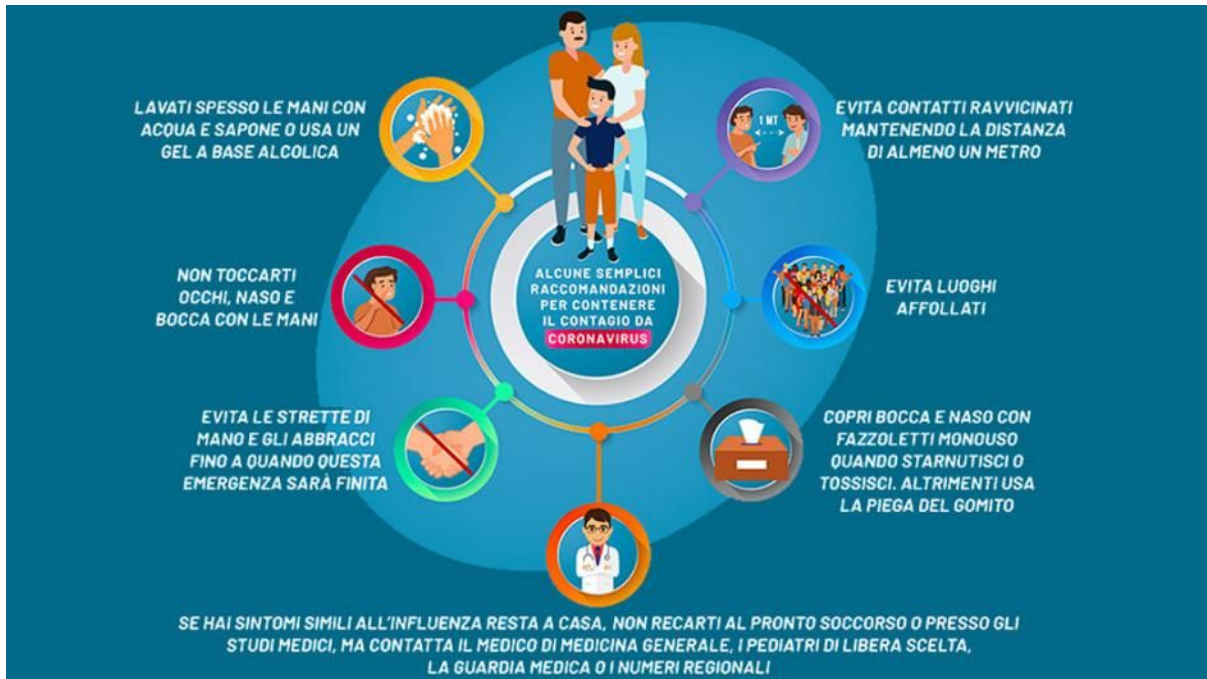 LAVATI SPESSO LE MANI CON
ACQUA E SAPONE O USA UN
GEL A BASE ALCOLICA
NON TOCCARTI
OCCHI, NASO E
BOCCA CON LE MANI
EVITA LE STRETTE DI
MANO E GLI ABBRACCI
FINO A QUANDO QUESTA
EMERGENZA SARÀ FINITA
ALCUNE SEMPLICI
RACCOMANDAZIONI
PER CONTENERE
IL CONTAGIO DA
CORONAVIRUS
1 MT
EVITA CONTATTI RAVVICINATI
MANTENENDO LA DISTANZA
DI ALMENO UN METRO
EVITA LUOGHI
AFFOLLATI
COPRI BOCCA E NASO CON
FAZZOLETTI MONOUSO
QUANDO STARNUTISCI O
TOSSISCI. ALTRIMENTI USA
LA PIEGA DEL GOMITO
SE HAI SINTOMI SIMILI ALL'INFLUENZA RESTA A CASA, NON RECARTI AL PRONTO SOCCORSO O PRESSO GLI
STUDI MEDICI, MA CONTATTA IL MEDICO DI MEDICINA GENERALE, I PEDIATRI DI LIBERA SCELTA,
LA GUARDIA MEDICA O I NUMERI REGIONALI